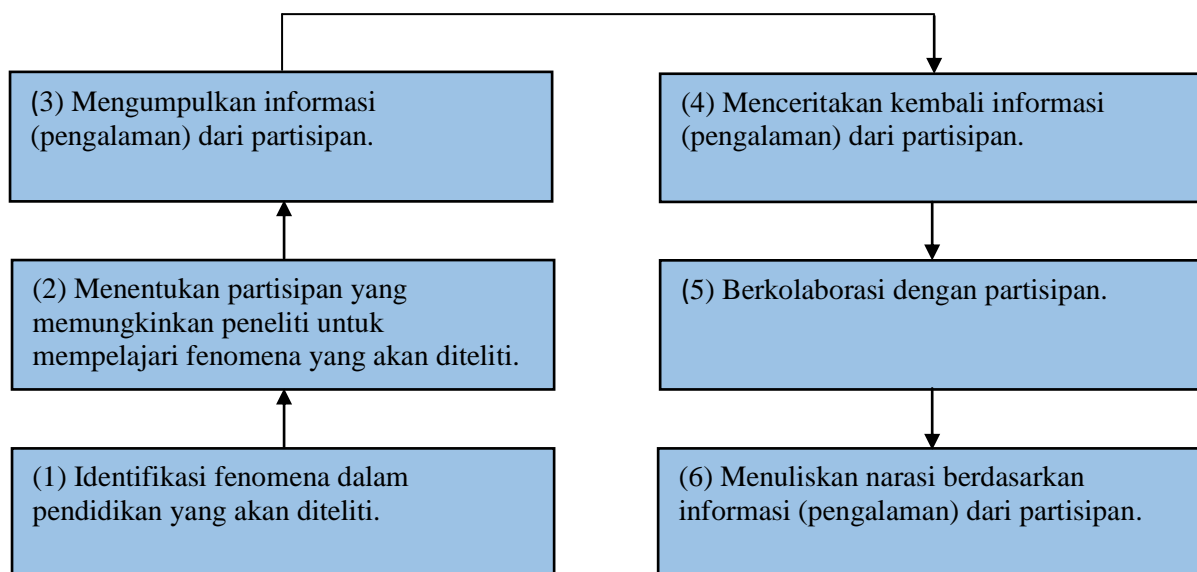 (3) Mengumpulkan informasi
(pengalaman) dari partisipan.
(4) Menceritakan kembali informasi
(pengalaman) dari partisipan.
(2) Menentukan partisipan yang
memungkinkan peneliti untuk
mempelajari fenomena yang akan diteliti.
(5) Berkolaborasi dengan partisipan.
(1) Identifikasi fenomena dalam
pendidikan yang akan diteliti.
(6) Menuliskan narasi berdasarkan
informasi (pengalaman) dari partisipan.